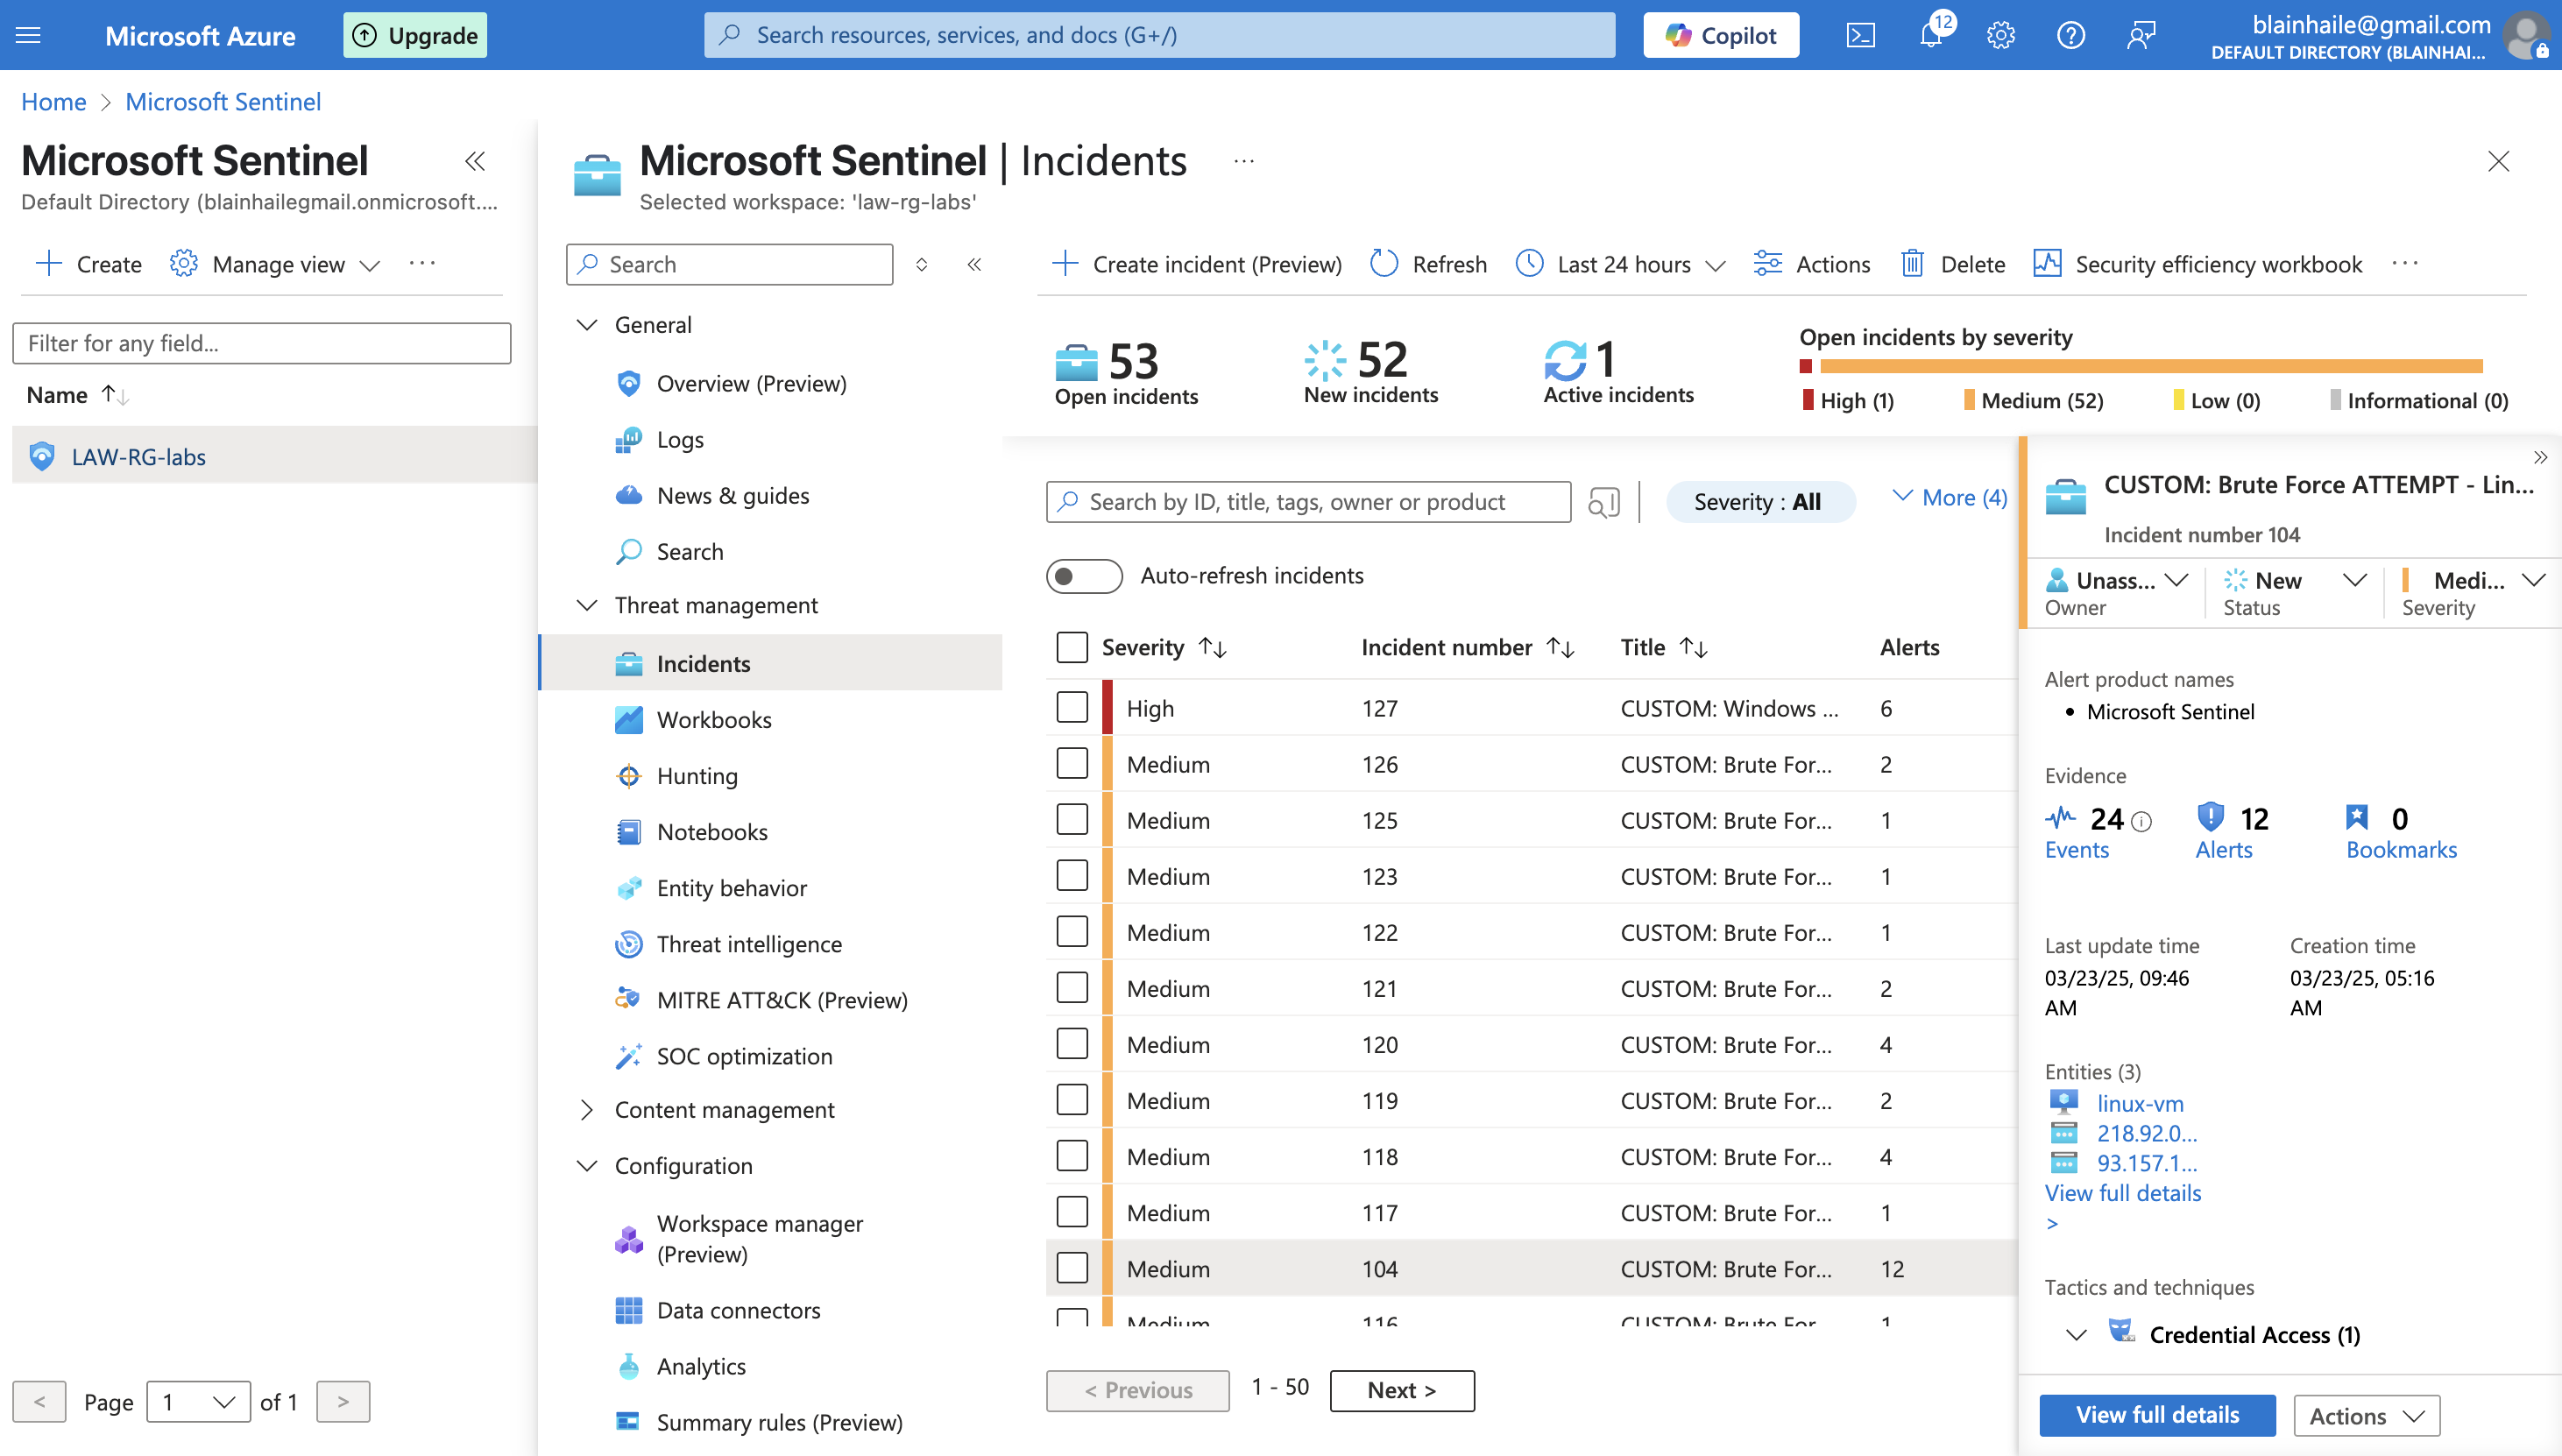 Microsoft Azure
Upgrade
Search resources, services, and docs (G+/)
Copilot
12
blainhaile@gmail.com
DEFAULT DIRECTORY (BLAINHAI...
Home > Microsoft Sentinel
Microsoft Sentinel
Default Directory (blainhailegmail.onmicrosoft....
Create
Manage view
Filter for any field...
Name
LAW-RG-labs
< Page 1 of 1 >
Microsoft Sentinel | Incidents
Selected workspace: 'law-rg-labs'
Search
General
Overview (Preview)
Logs
News & guides
Search
Threat management
Incidents
Workbooks
Hunting
Notebooks
Entity behavior
Threat intelligence
MITRE ATT&CK (Preview)
SOC optimization
Content management
Configuration
Workspace manager
(Preview)
Data connectors
Analytics
Summary rules (Preview)
Create incident (Preview) Refresh Last 24 hours Actions Delete Security efficiency workbook
53
Open incidents
52
New incidents
1
Active incidents
Open incidents by severity
High (1) Medium (52) Low (0) Informational (0)
Search by ID, title, tags, owner or product
Severity : All
More (4)
Auto-refresh incidents
Severity Incident number Title Alerts
High 127 CUSTOM: Windows ... 6
Medium 126 CUSTOM: Brute For... 2
Medium 125 CUSTOM: Brute For... 1
Medium 123 CUSTOM: Brute For... 1
Medium 122 CUSTOM: Brute For... 1
Medium 121 CUSTOM: Brute For... 2
Medium 120 CUSTOM: Brute For... 4
Medium 119 CUSTOM: Brute For... 2
Medium 118 CUSTOM: Brute For... 4
Medium 117 CUSTOM: Brute For... 1
Medium 104 CUSTOM: Brute For... 12
Medium 116 CUSTOM: Brute For 1
< Previous 1 - 50 Next >
CUSTOM: Brute Force ATTEMPT - Lin...
Incident number 104
Unass... New Medi...
Owner Status Severity
Alert product names
• Microsoft Sentinel
Evidence
24 12 0
Events Alerts Bookmarks
Last update time Creation time
03/23/25, 09:46 03/23/25, 05:16
AM AM
Entities (3)
linux-vm
218.92.0...
93.157.1...
View full details
>
Tactics and techniques
Credential Access (1)
View full details
Actions